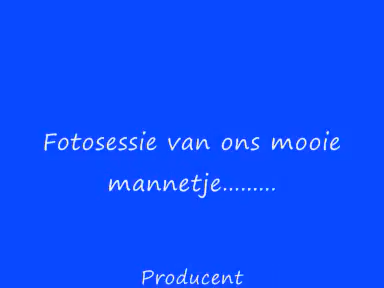 Fotosessie van ons mooie
mannetje.........
Producent